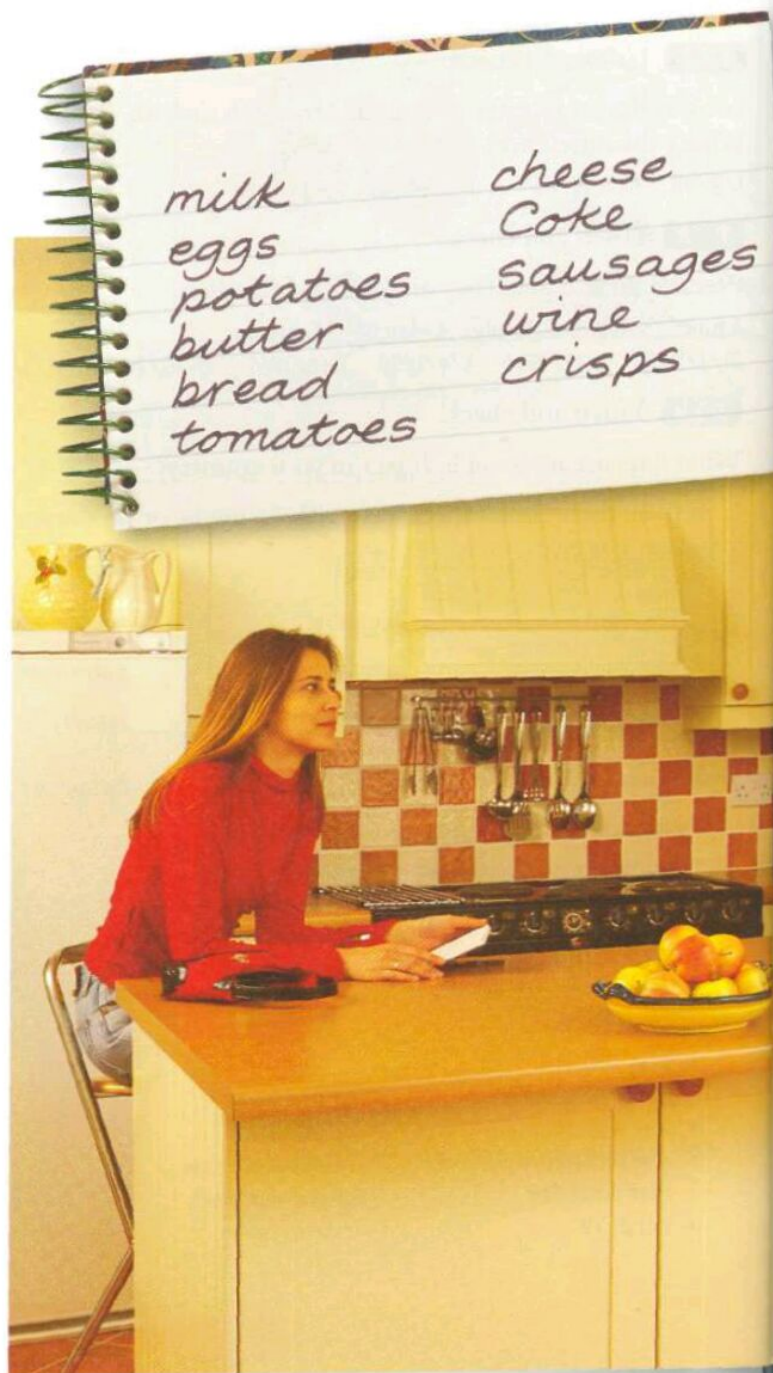 milk
eggs
potatoes
butter
bread
tomatoes
cheese
Coke
sausages
wine
crisps